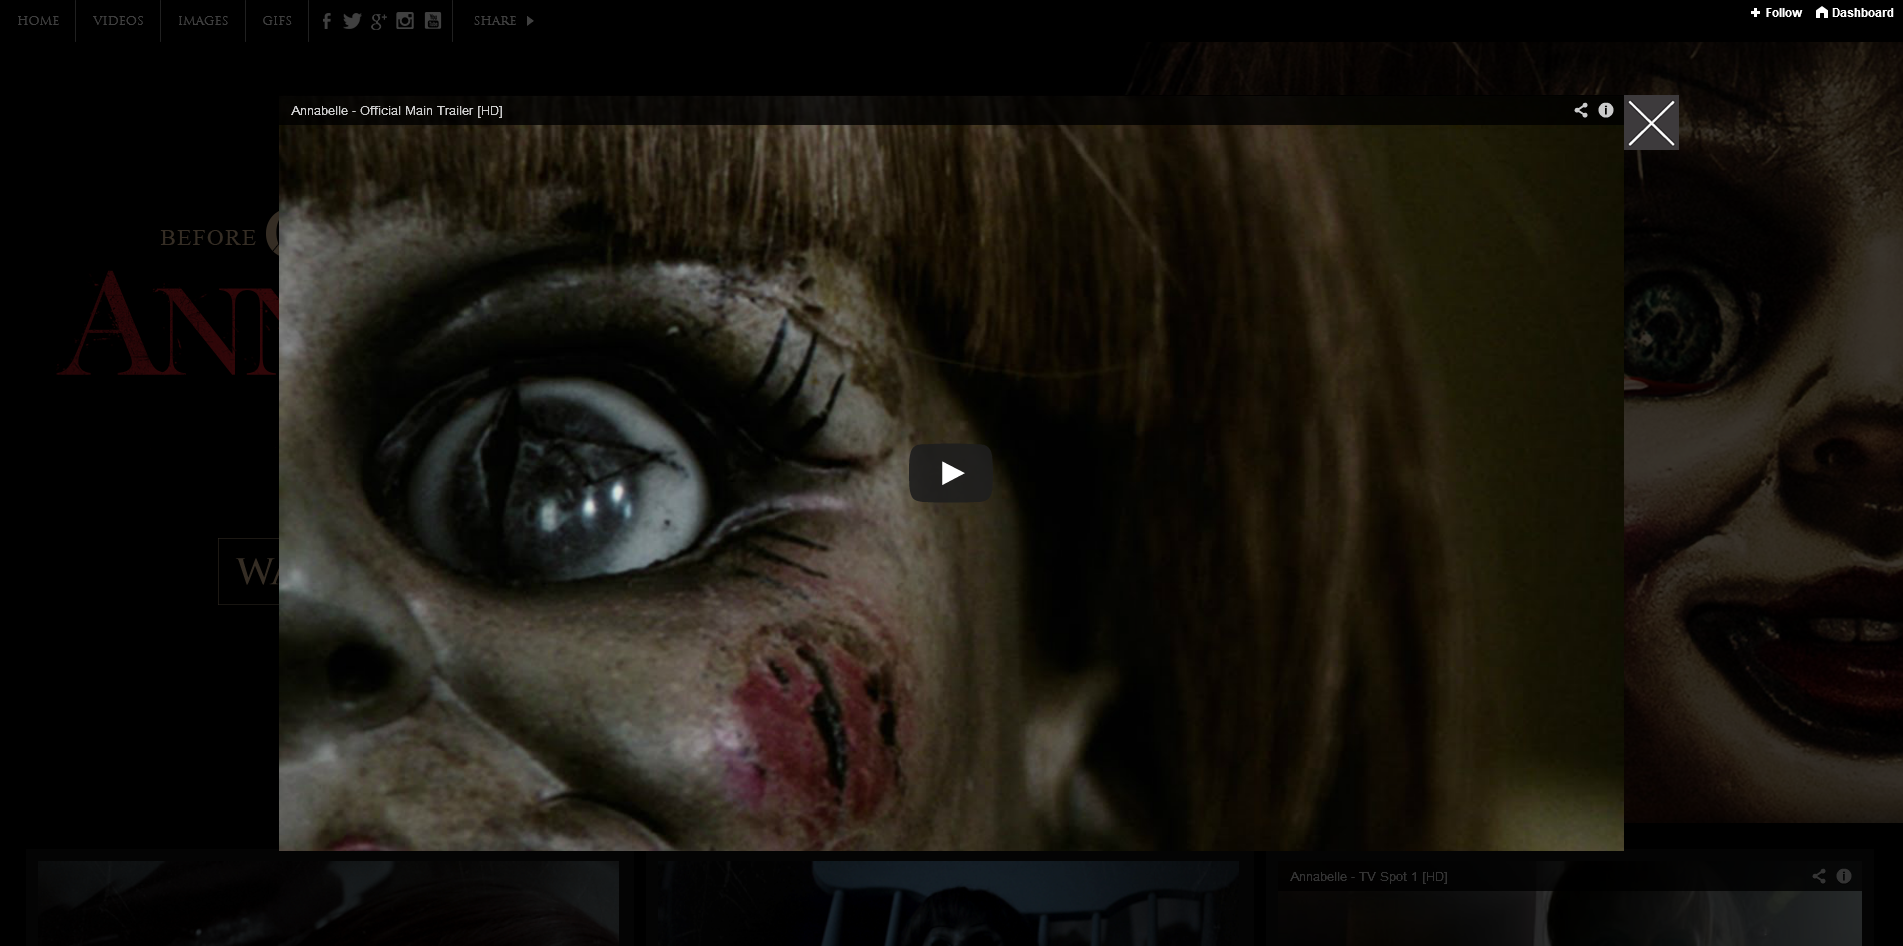 HOME VIDEOS IMAGES GIFS SHARE
+ Follow Dashboard
Annabelle - Official Main Trailer [HD]
BEFORE
ANN
WA
Annabelle - TV Spot 1 [HD]